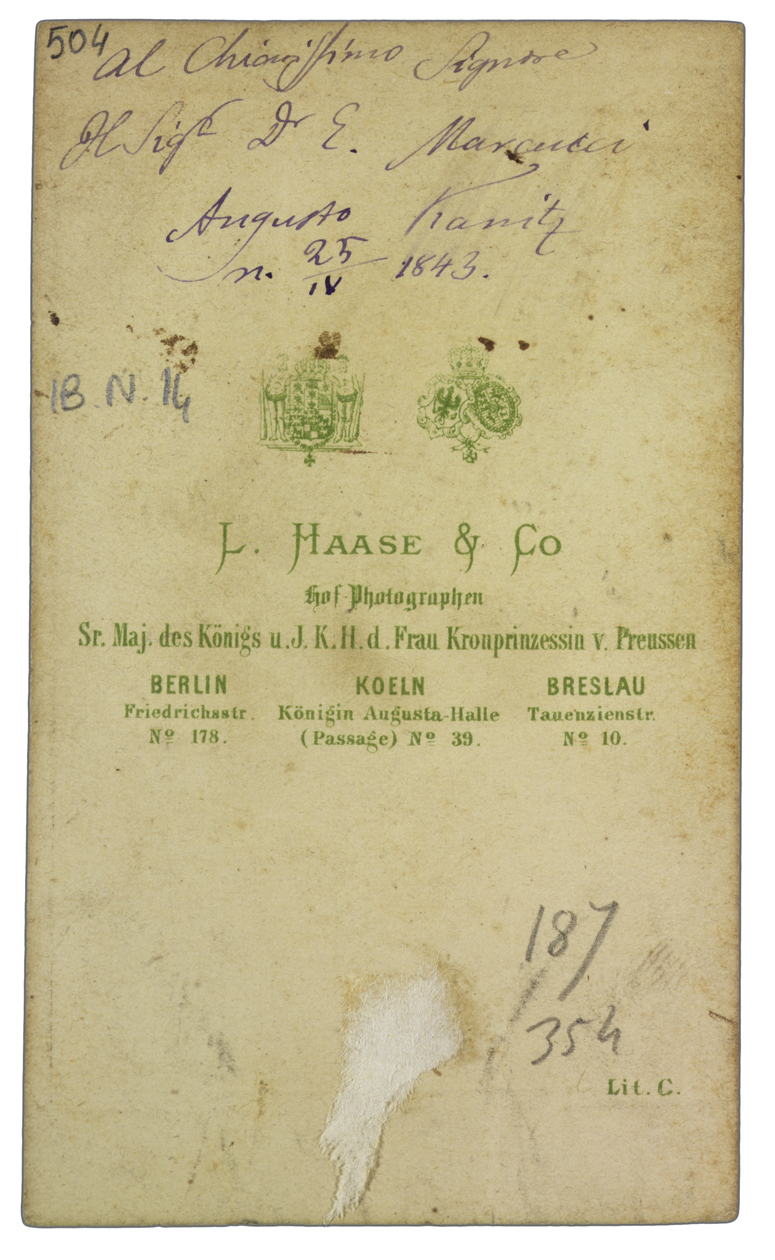 504
Al Chiarissimo Signore
Il Sigr Dr E. Marcucci
Augusto Kanitz
n. 25/IV 1843.
1B N. 14
L. HAASE & Co
Hof-Photographen
Sr. Maj. des Königs u. J. K. H. d. Frau Kronprinzessin v. Preussen
BERLIN
Friedrichsstr.
No 178.
KOELN
Königin Augusta-Halle
(Passage) No 39.
BRESLAU
Tauenzienstr.
No 10.
187
354
Lit. C.